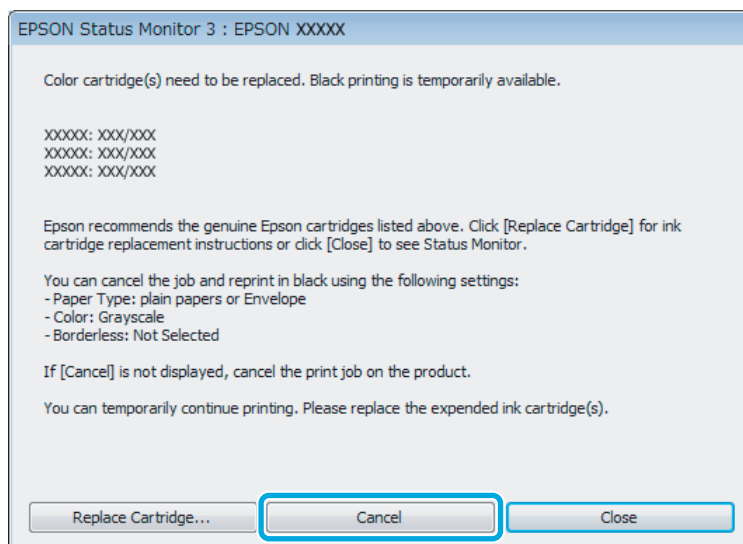 EPSON Status Monitor 3 : EPSON XXXXX
Color cartridge(s) need to be replaced. Black printing is temporarily available.
XXXXX: XXX/XXX
XXXXX: XXX/XXX
XXXXX: XXX/XXX
Epson recommends the genuine Epson cartridges listed above. Click [Replace Cartridge] for ink
cartridge replacement instructions or click [Close] to see Status Monitor.
You can cancel the job and reprint in black using the following settings:
- Paper Type: plain papers or Envelope
- Color: Grayscale
- Borderless: Not Selected
If [Cancel] is not displayed, cancel the print job on the product.
You can temporarily continue printing. Please replace the expended ink cartridge(s).
Replace Cartridge... Cancel Close